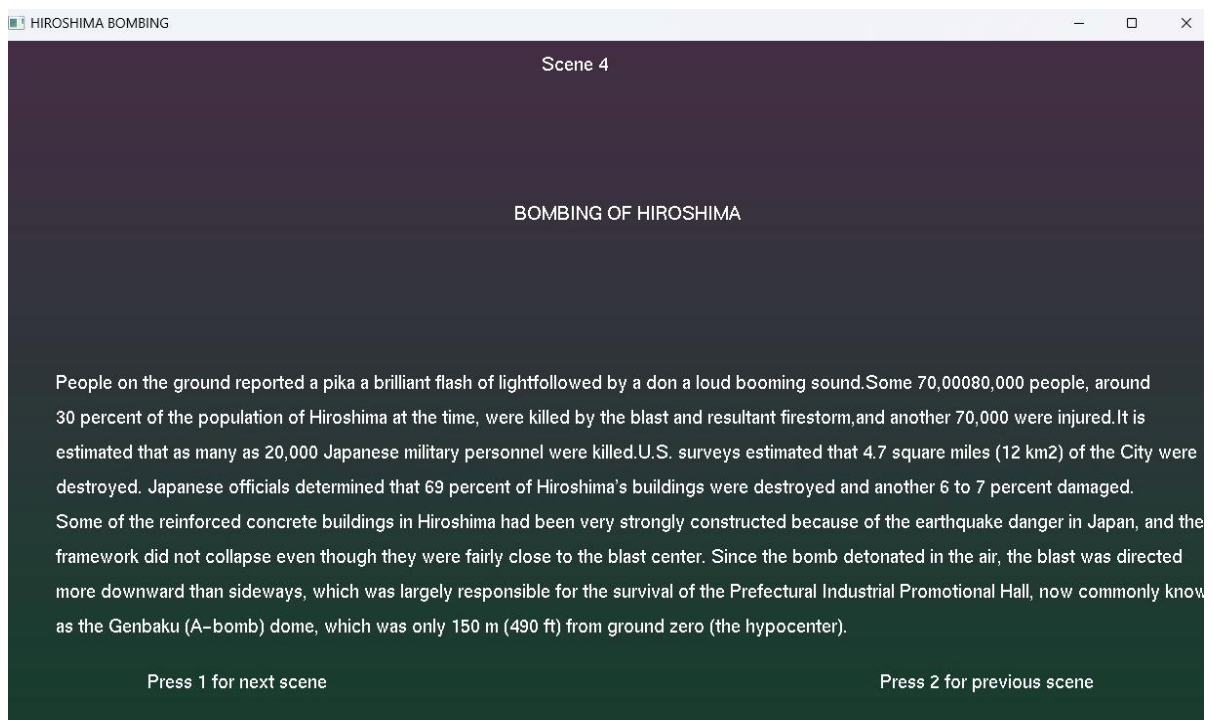 HIROSHIMA BOMBING
Scene 4
BOMBING OF HIROSHIMA
People on the ground reported a pika a brilliant flash of lightfollowed by a don a loud booming sound.Some 70,00080,000 people, around
30 percent of the population of Hiroshima at the time, were killed by the blast and resultant firestorm,and another 70,000 were injured.It is
estimated that as many as 20,000 Japanese military personnel were killed.U.S. surveys estimated that 4.7 square miles (12 km2) of the City were
destroyed. Japanese officials determined that 69 percent of Hiroshima's buildings were destroyed and another 6 to 7 percent damaged.
Some of the reinforced concrete buildings in Hiroshima had been very strongly constructed because of the earthquake danger in Japan, and the
framework did not collapse even though they were fairly close to the blast center. Since the bomb detonated in the air, the blast was directed
more downward than sideways, which was largely responsible for the survival of the Prefectural Industrial Promotional Hall, now commonly know
as the Genbaku (A-bomb) dome, which was only 150 m (490 ft) from ground zero (the hypocenter).
Press 1 for next scene Press 2 for previous scene